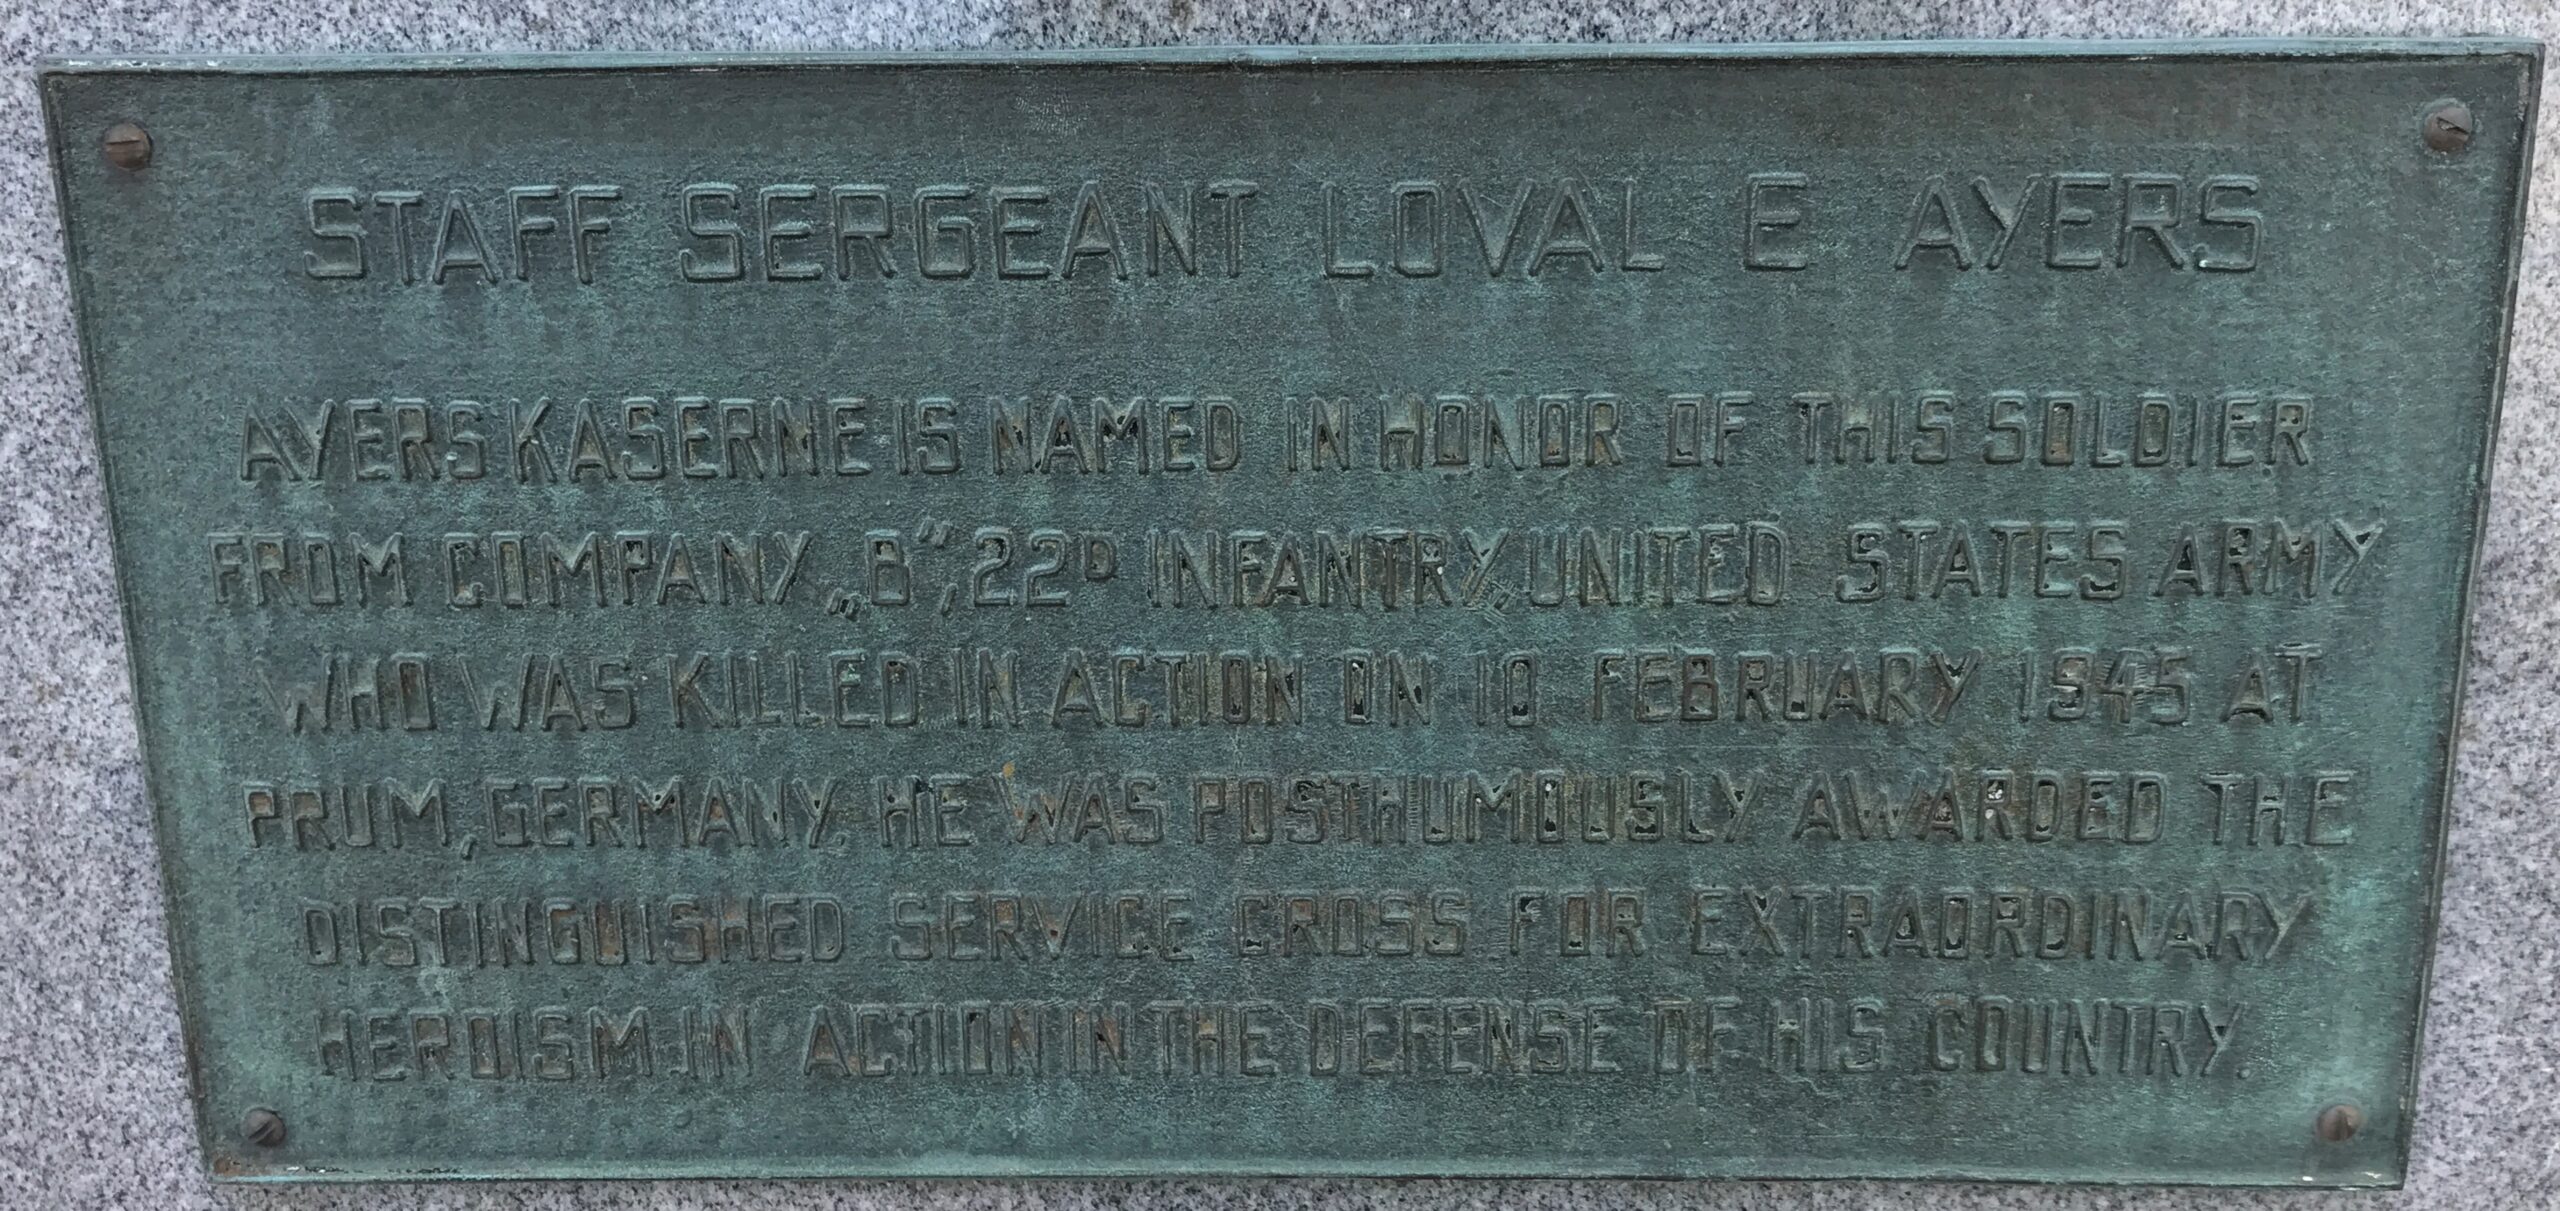 STAFF SERGEANT LOVAL E AYERS
AYERS KASERNE IS NAMED IN HONOR OF THIS SOLDIER
FROM COMPANY „B”, 22D INFANTRY, UNITED STATES ARMY
WHO WAS KILLED IN ACTION ON 10 FEBRUARY 1945 AT
PRUM, GERMANY. HE WAS POSTHUMOUSLY AWARDED THE
DISTINGUISHED SERVICE CROSS FOR EXTRAORDINARY
HEROISM IN ACTION IN THE DEFENSE OF HIS COUNTRY.